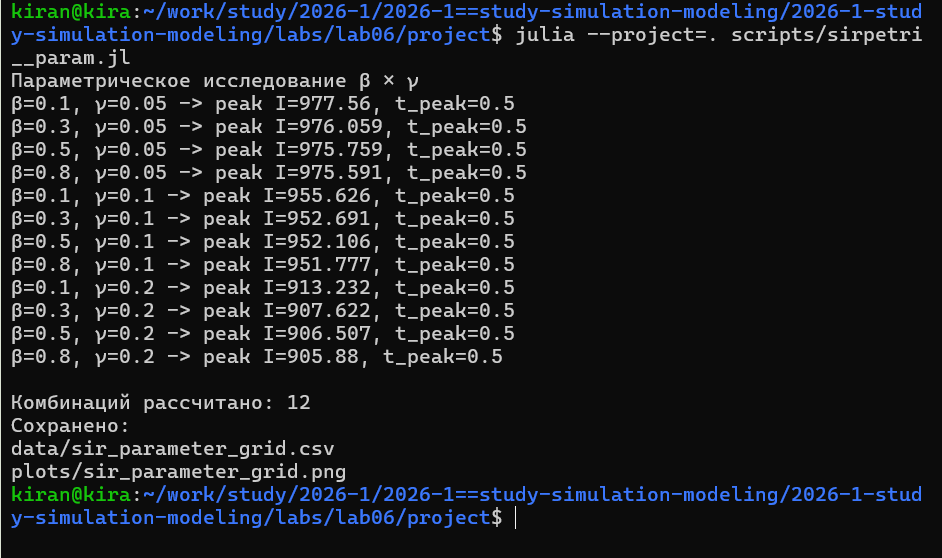 kiran@kira:~/work/study/2026-1/2026-1==study-simulation-modeling/2026-1-stud
y-simulation-modeling/labs/lab06/project$ julia --project=. scripts/sirpetri
__param.jl
Параметрическое исследование β × γ
β=0.1, γ=0.05 -> peak I=977.56, t_peak=0.5
β=0.3, γ=0.05 -> peak I=976.059, t_peak=0.5
β=0.5, γ=0.05 -> peak I=975.759, t_peak=0.5
β=0.8, γ=0.05 -> peak I=975.591, t_peak=0.5
β=0.1, γ=0.1 -> peak I=955.626, t_peak=0.5
β=0.3, γ=0.1 -> peak I=952.691, t_peak=0.5
β=0.5, γ=0.1 -> peak I=952.106, t_peak=0.5
β=0.8, γ=0.1 -> peak I=951.777, t_peak=0.5
β=0.1, γ=0.2 -> peak I=913.232, t_peak=0.5
β=0.3, γ=0.2 -> peak I=907.622, t_peak=0.5
β=0.5, γ=0.2 -> peak I=906.507, t_peak=0.5
β=0.8, γ=0.2 -> peak I=905.88, t_peak=0.5
Комбинаций рассчитано: 12
Сохранено:
data/sir_parameter_grid.csv
plots/sir_parameter_grid.png
kiran@kira:~/work/study/2026-1/2026-1==study-simulation-modeling/2026-1-stud
y-simulation-modeling/labs/lab06/project$